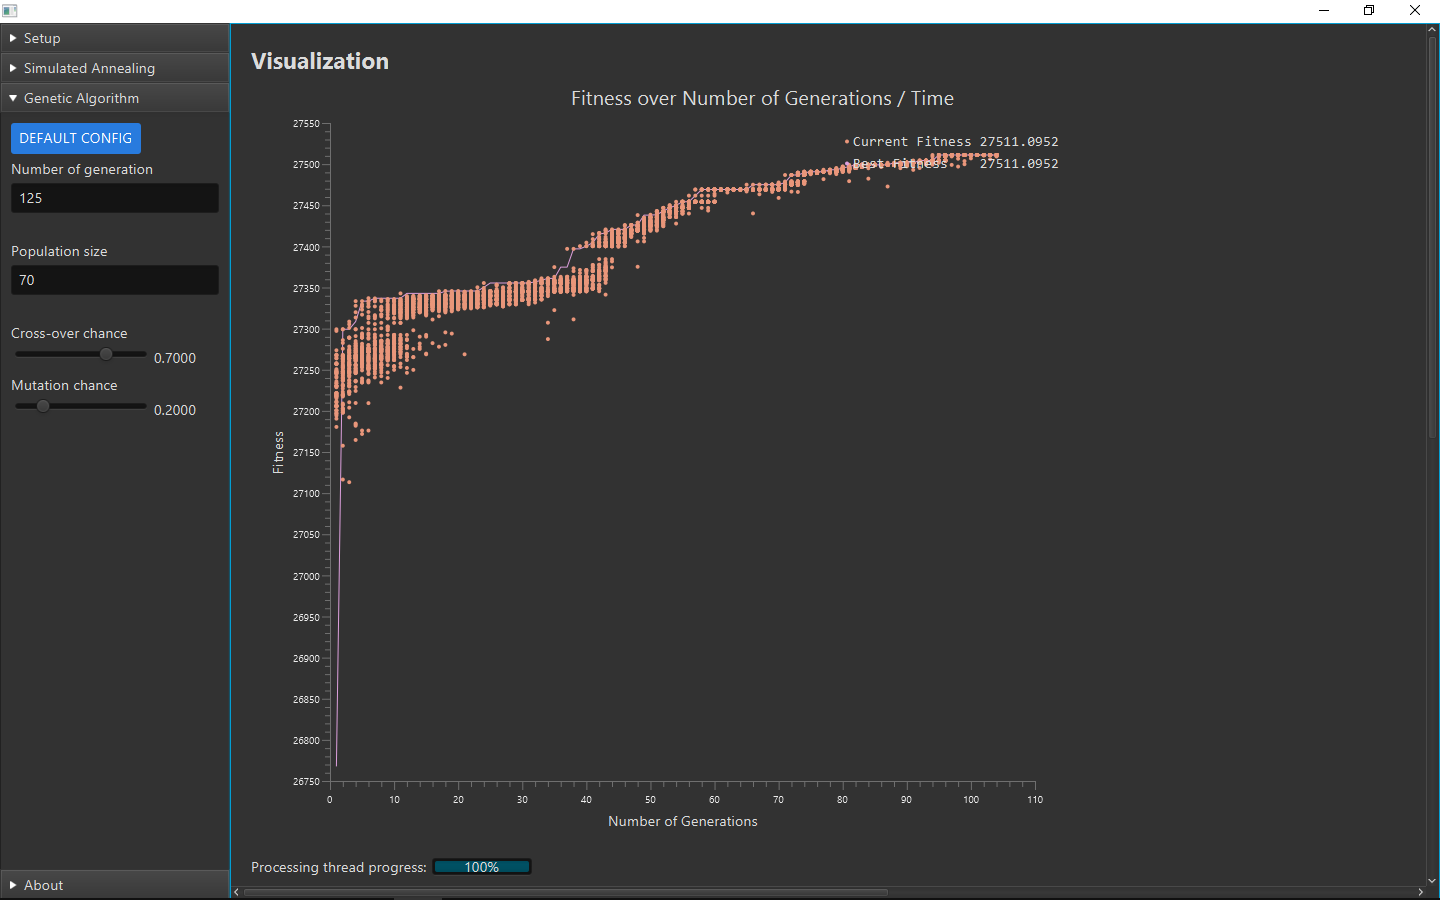 Setup
Simulated Annealing
Genetic Algorithm
DEFAULT CONFIG
Number of generation
125
Population size
70
Cross-over chance
0.7000
Mutation chance
0.2000
About
Visualization
Fitness over Number of Generations / Time
Current Fitness 27511.0952
Best Fitness 27511.0952
27550
27500
27450
27400
27350
27300
27250
27200
27150
27100
27050
27000
26950
26900
26850
26800
26750
Fitness
0 10 20 30 40 50 60 70 80 90 100 110
Number of Generations
Processing thread progress: 100%